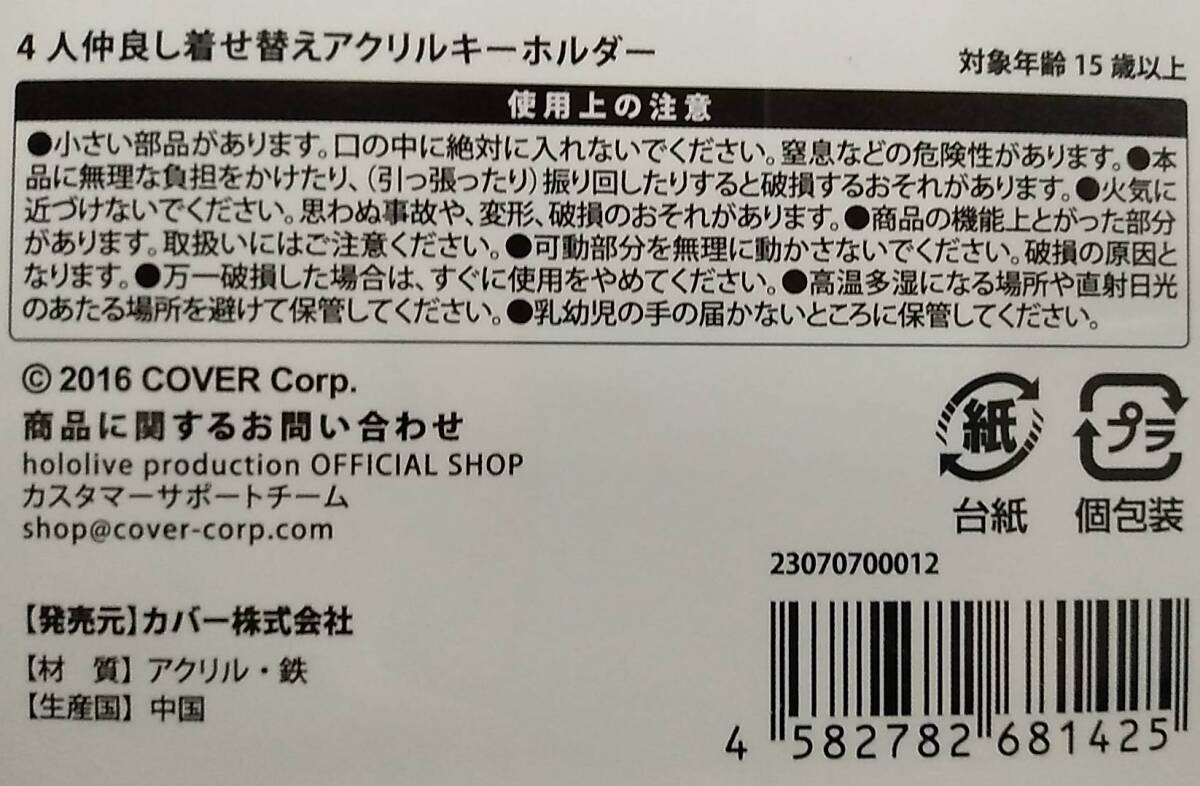 4人仲良し着せ替えアクリルキーホルダー
対象年齢15歳以上
使用上の注意
●小さい部品があります。口の中に絶対に入れないでください。窒息などの危険性があります。●本
品に無理な負担をかけたり、(引っ張ったり)振り回したりすると破損するおそれがあります。●火気に
近づけないでください。思わぬ事故や、変形、破損のおそれがあります。●商品の機能上とがった部分
があります。取扱いにはご注意ください。●可動部分を無理に動かさないでください。破損の原因と
なります。●万一破損した場合は、すぐに使用をやめてください。●高温多湿になる場所や直射日光
のあたる場所を避けて保管してください。●乳幼児の手の届かないところに保管してください。
© 2016 COVER Corp.
商品に関するお問い合わせ
hololive production OFFICIAL SHOP
カスタマーサポートチーム
shop@cover-corp.com
紙
プラ
台紙
個包装
23070700012
【発売元】カバー株式会社
【材 質】アクリル・鉄
【生産国】中国
4 582782 681425